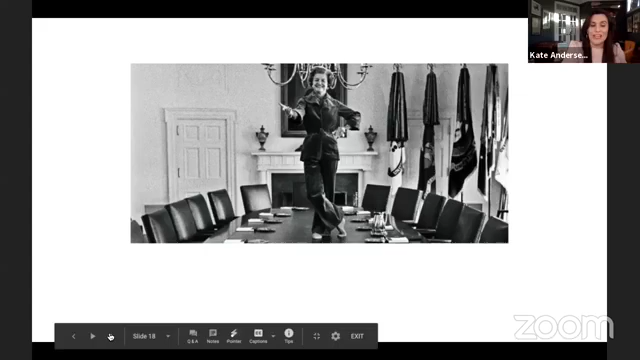 Kate Anderse...
Slide 18
Q&A
Notes
Pointer
Captions
Tips
EXIT
zoom